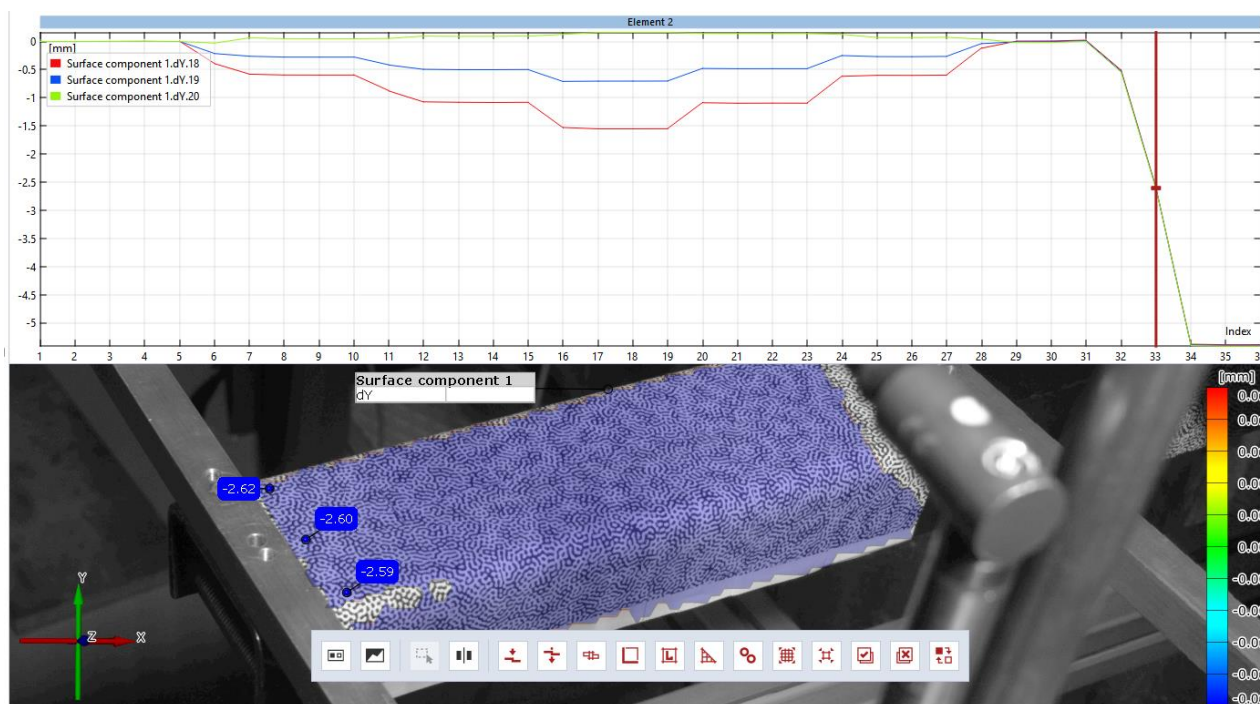 Element 2
[mm]
Surface component 1.dY.18
Surface component 1.dY.19
Surface component 1.dY.20
0
-0.5
-1
-1.5
-2
-2.5
-3
-3.5
-4
-4.5
-5
Index
1 2 3 4 5 6 7 8 9 10 11 12 13 14 15 16 17 18 19 20 21 22 23 24 25 26 27 28 29 30 31 32 33 34 35
Surface component 1
dY
[mm]
-2.62
-2.60
-2.59
Y
Z
X